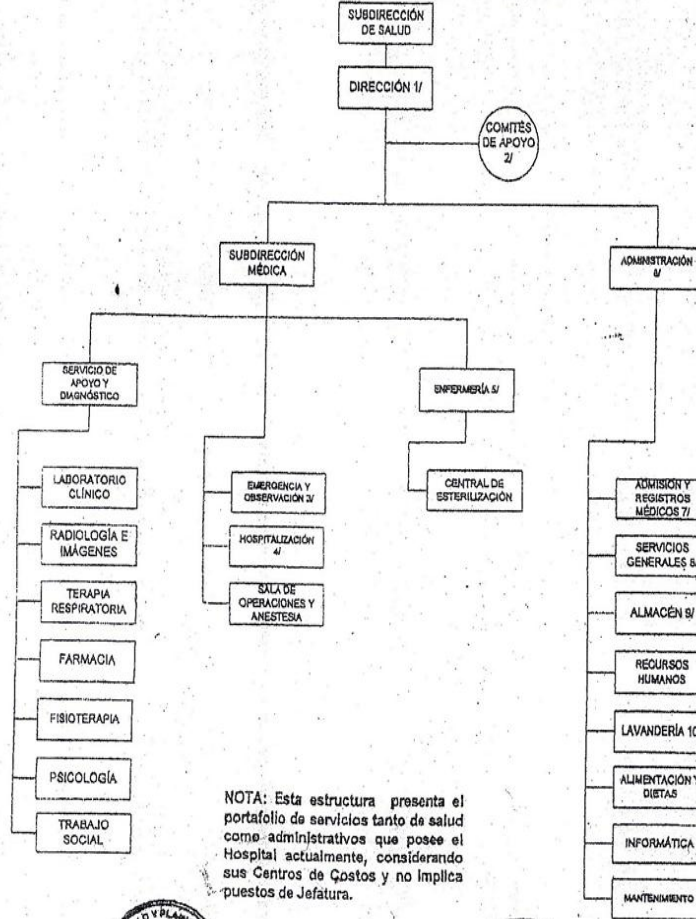 SUBDIRECCIÓN
DE SALUD
DIRECCIÓN 1/
COMITÉS
DE APOYO
2/
SUBDIRECCIÓN
MÉDICA
ADMINISTRACIÓN
SERVICIO DE
APOYO Y
DIAGNÓSTICO
ENFERMERÍA 5/
LABORATORIO
CLÍNICO
RADIOLOGÍA E
IMÁGENES
TERAPIA
RESPIRATORIA
FARMACIA
FISIOTERAPIA
PSICOLOGÍA
TRABAJO
SOCIAL
EMERGENCIA Y
OBSERVACIÓN 3/
HOSPITALIZACIÓN
4/
SALA DE
OPERACIONES Y
ANESTESIA
CENTRAL DE
ESTERILIZACIÓN
ADMISIÓN Y
REGISTROS
MÉDICOS 7/
SERVICIOS
GENERALES 8/
ALMACÉN 9/
RECURSOS
HUMANOS
LAVANDERÍA 10
ALIMENTACIÓN Y
DIETAS
INFORMÁTICA
MANTENIMIENTO
NOTA: Esta estructura presenta el
portafolio de servicios tanto de salud
como administrativos que posee el
Hospital actualmente, considerando
sus Centros de Costos y no implica
puestos de Jefatura.